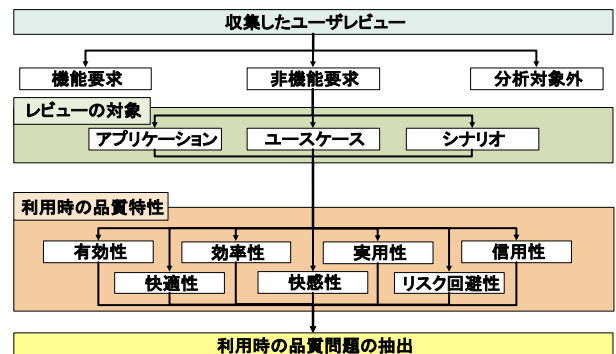 収集したユーザレビュー
機能要求
非機能要求
分析対象外
レビューの対象
アプリケーション
ユースケース
シナリオ
利用時の品質特性
有効性
効率性
実用性
信用性
快適性
快感性
リスク回避性
利用時の品質問題の抽出